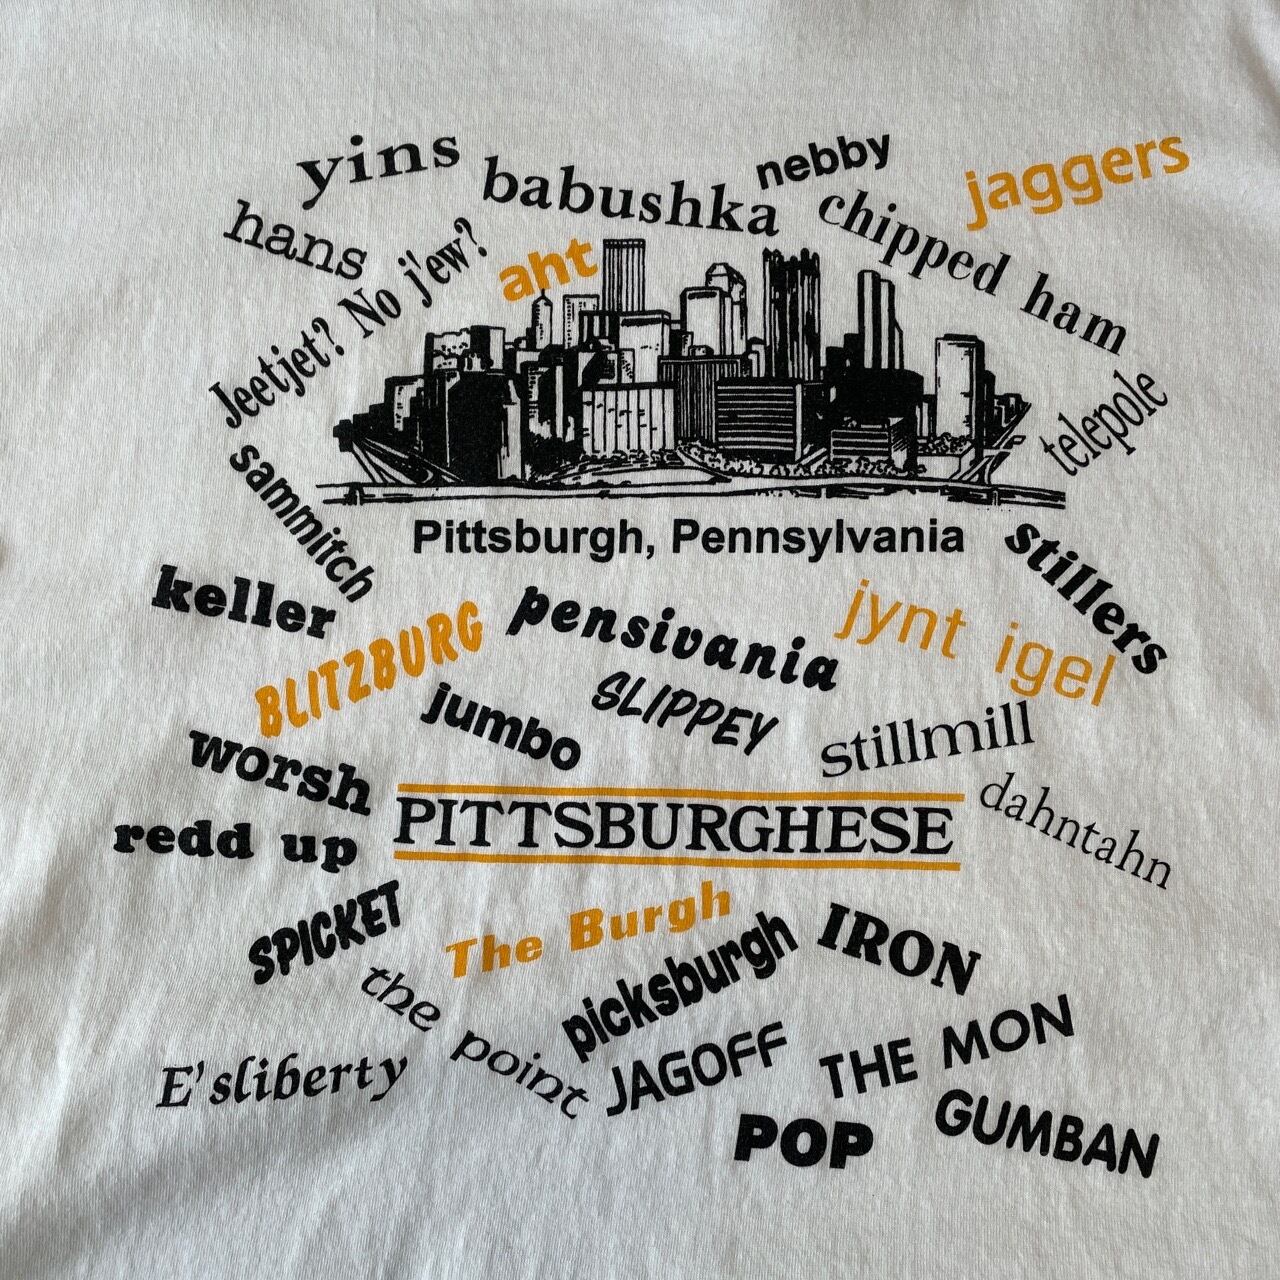 yins
babushka
nebby
jaggers
hans
chipped ham
aht
Jeetjet? No j'ew?
telepole
sammitch
Pittsburgh, Pennsylvania
stillers
keller
pensivania
jynt igel
BLITZBURG
SLIPPEY
jumbo
stillmill
worsh
PITTSBURGHESE
dahntahn
redd up
SPICKET
The Burgh
IRON
picksburgh
the point
THE MON
JAGOFF
E'sliberty
GUMBAN
POP